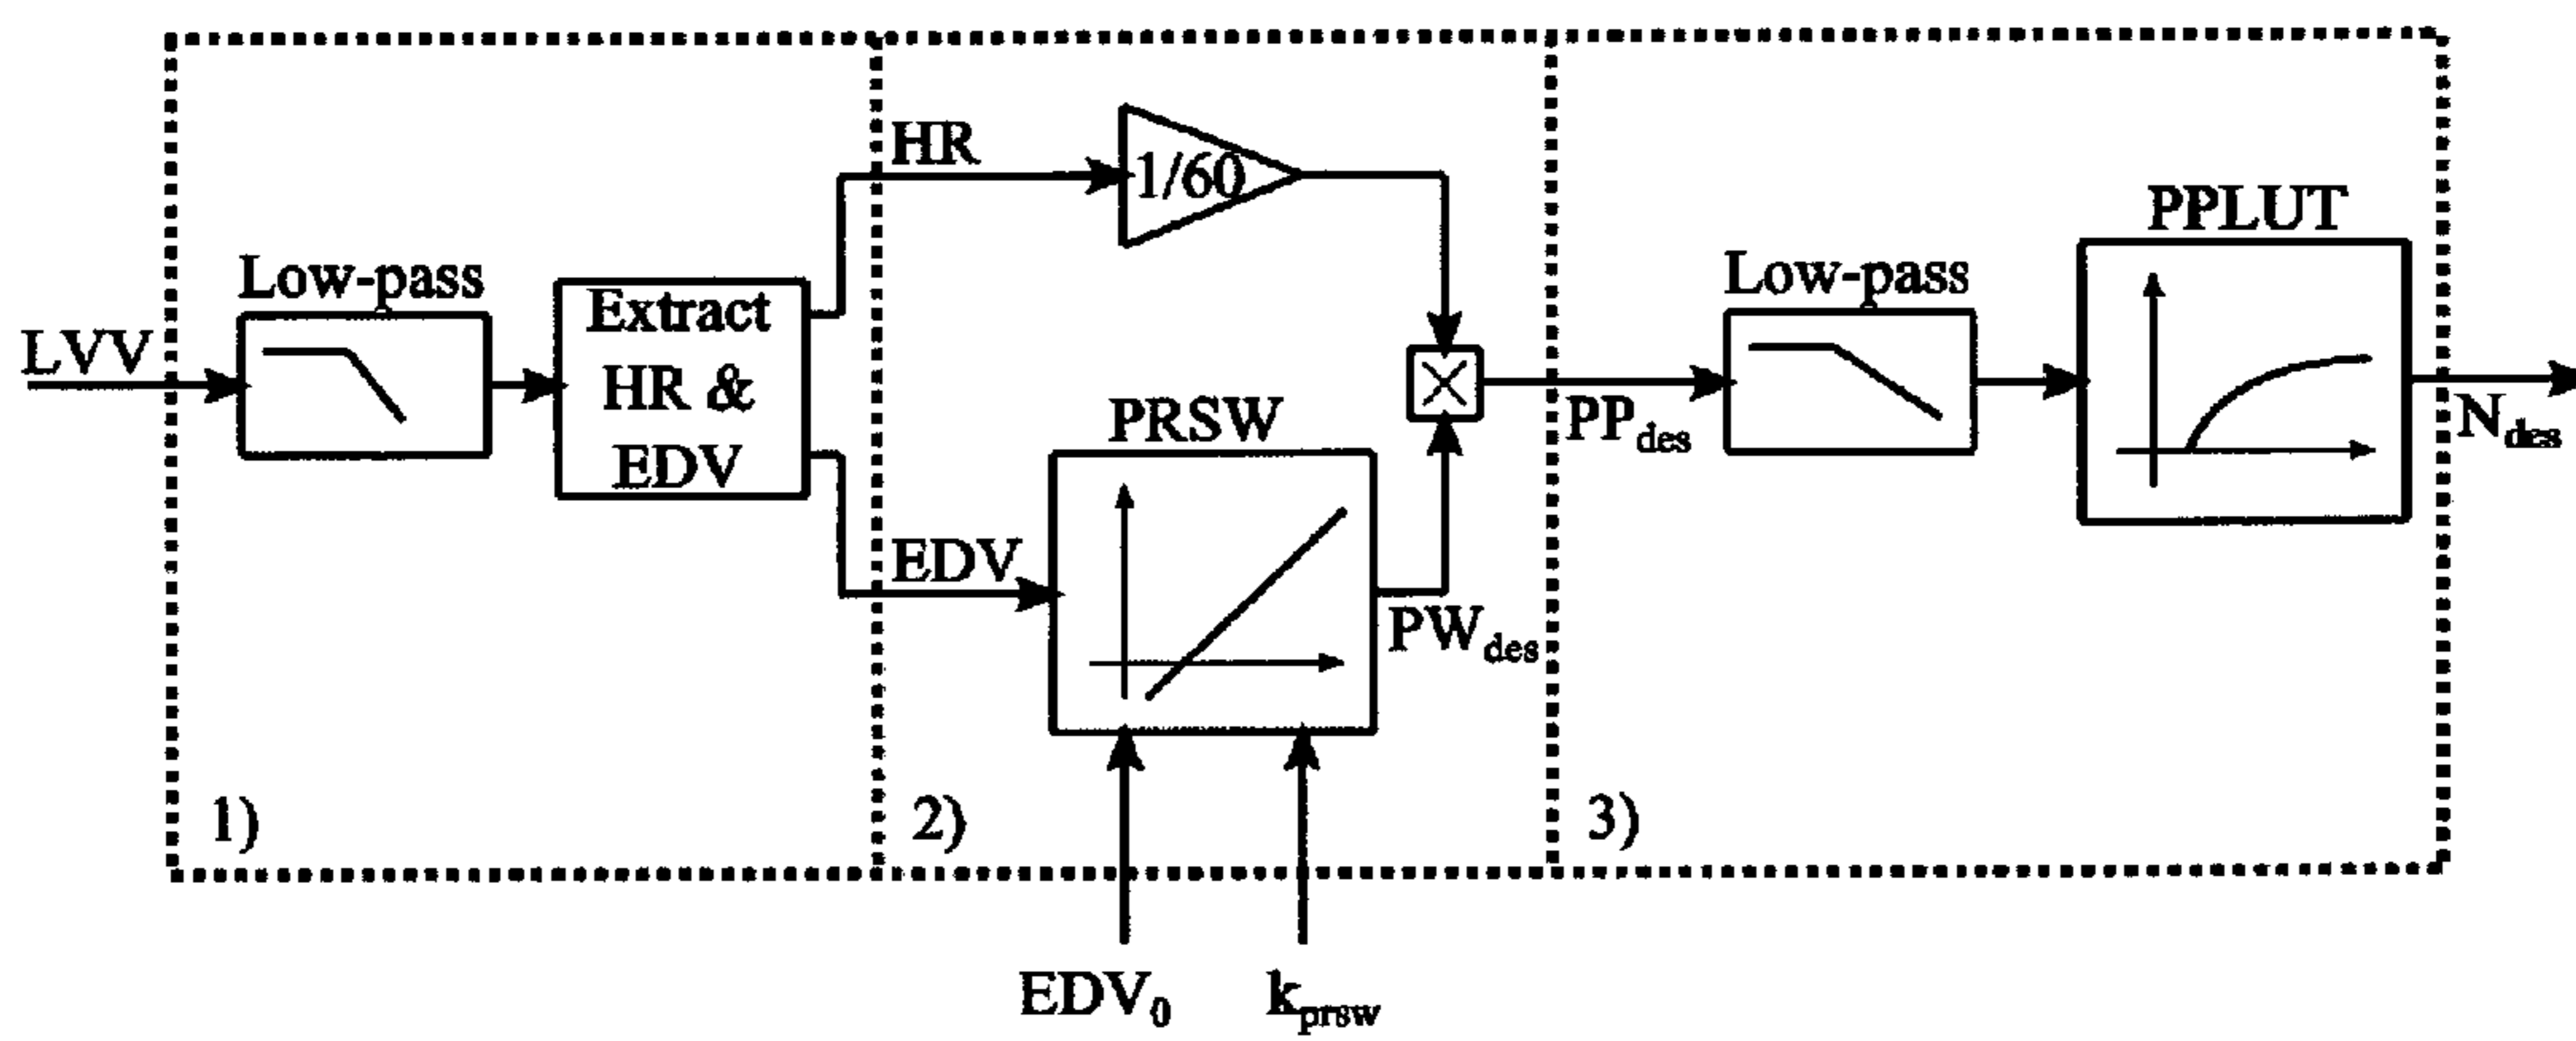 HR
1/60
PPLUT
Low-pass
Low-pass
LVV
Extract
HR &
EDV
PRSW
PP_des
N_des
EDV
PW_des
1)
2)
3)
EDV_0
k_prsw